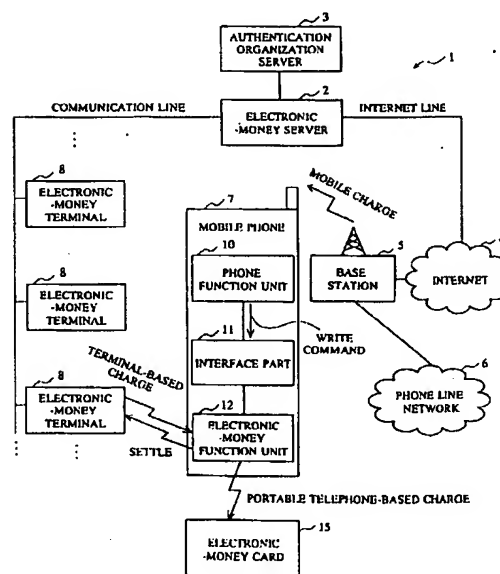 3
AUTHENTICATION
ORGANIZATION
SERVER
1
2
COMMUNICATION LINE
ELECTRONIC
-MONEY SERVER
INTERNET LINE
8
ELECTRONIC
-MONEY
TERMINAL
7
MOBILE PHONE
MOBILE CHARGE
10
PHONE
FUNCTION UNIT
5
BASE
STATION
INTERNET
8
ELECTRONIC
-MONEY
TERMINAL
11
INTERFACE PART
WRITE
COMMAND
6
PHONE LINE
NETWORK
TERMINAL-BASED
CHARGE
8
ELECTRONIC
-MONEY
TERMINAL
SETTLE
12
ELECTRONIC
-MONEY
FUNCTION UNIT
PORTABLE TELEPHONE-BASED CHARGE
15
ELECTRONIC
-MONEY CARD